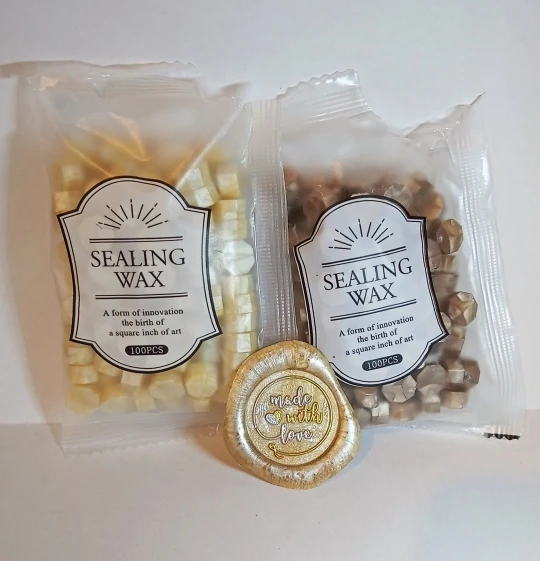 SEALING
WAX
A form of innovation
the birth of
a square inch of art
100PCS
SEALING
WAX
A form of innovation
the birth of
a square inch of art
100PCS
made
with
love